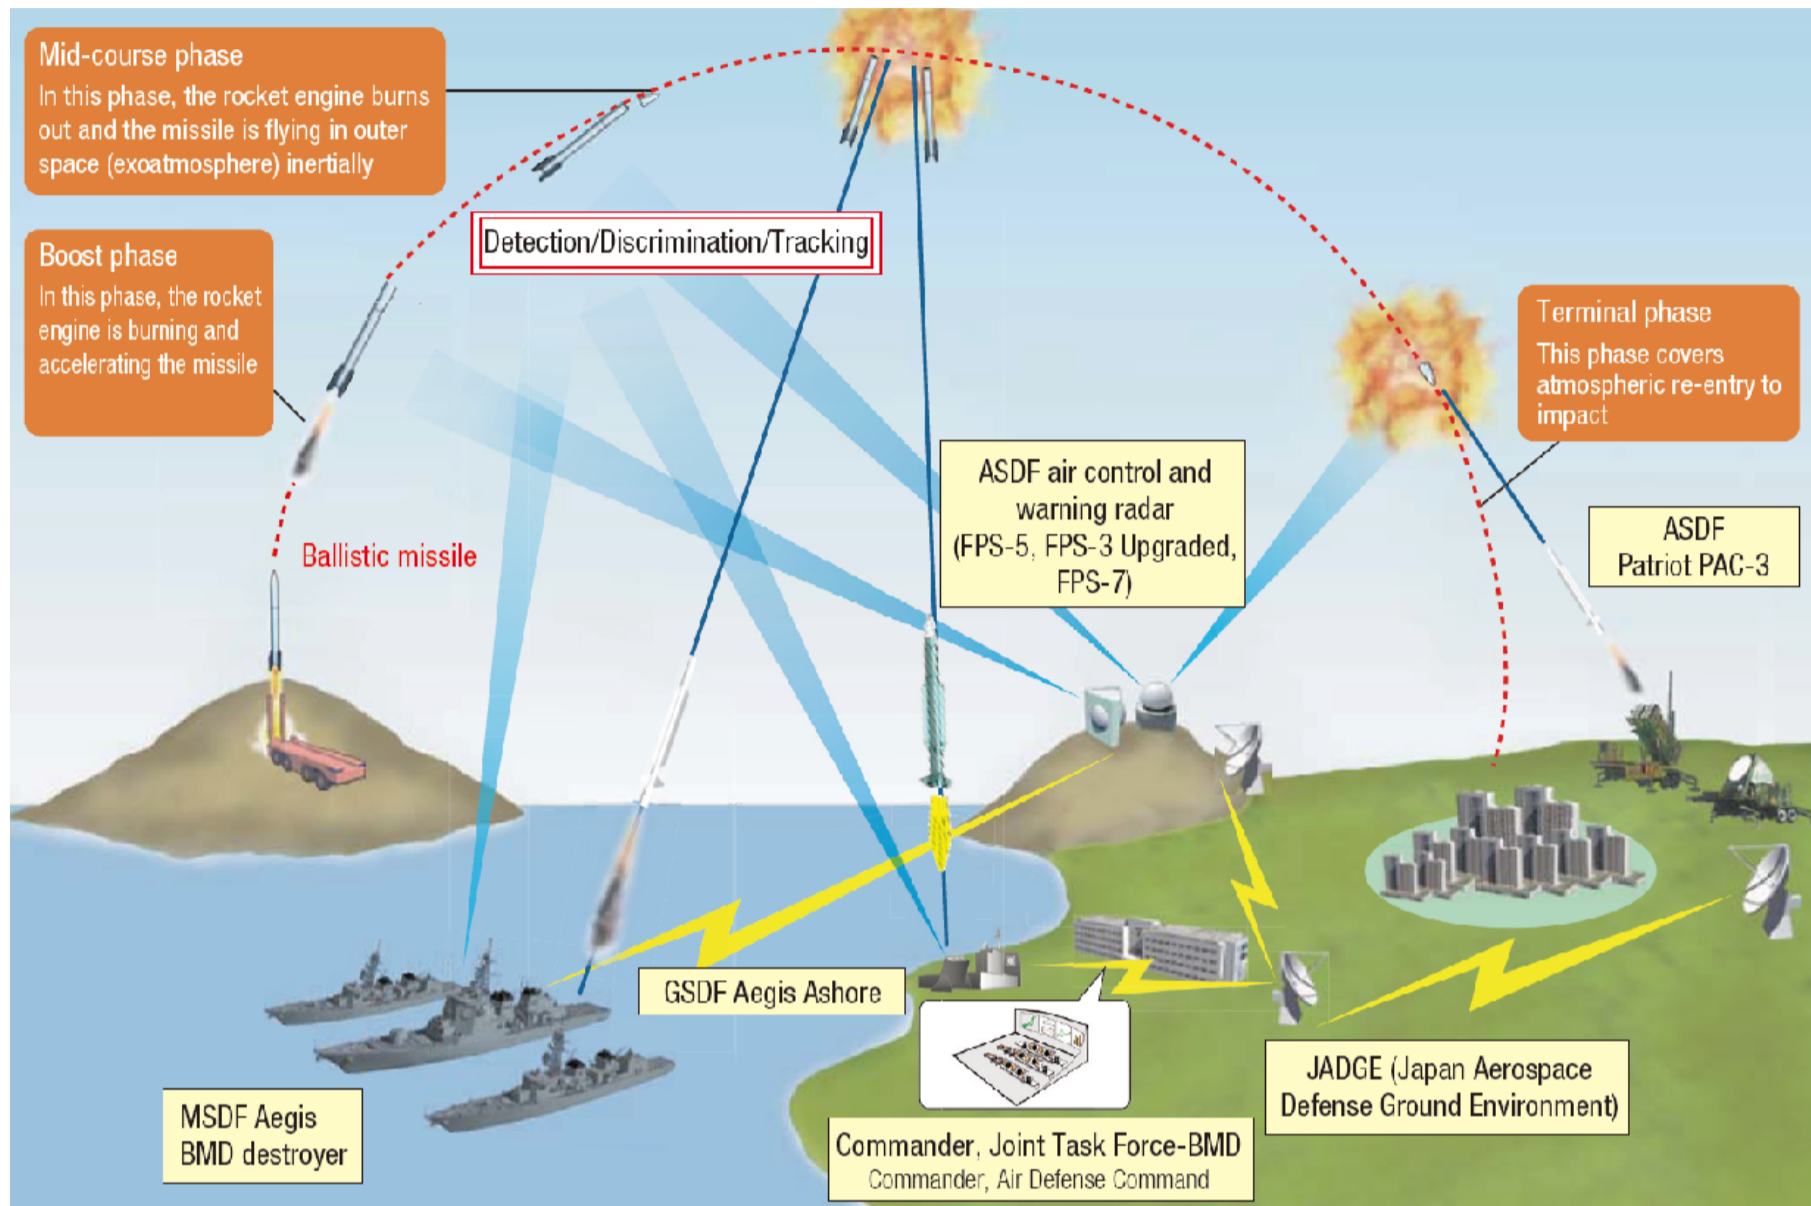 Mid-course phase
In this phase, the rocket engine burns
out and the missile is flying in outer
space (exoatmosphere) inertially
Boost phase
In this phase, the rocket
engine is burning and
accelerating the missile
Detection/Discrimination/Tracking
Terminal phase
This phase covers
atmospheric re-entry to
impact
ASDF air control and
warning radar
(FPS-5, FPS-3 Upgraded,
FPS-7)
ASDF
Patriot PAC-3
Ballistic missile
GSDF Aegis Ashore
JADGE (Japan Aerospace
Defense Ground Environment)
MSDF Aegis
BMD destroyer
Commander, Joint Task Force-BMD
Commander, Air Defense Command